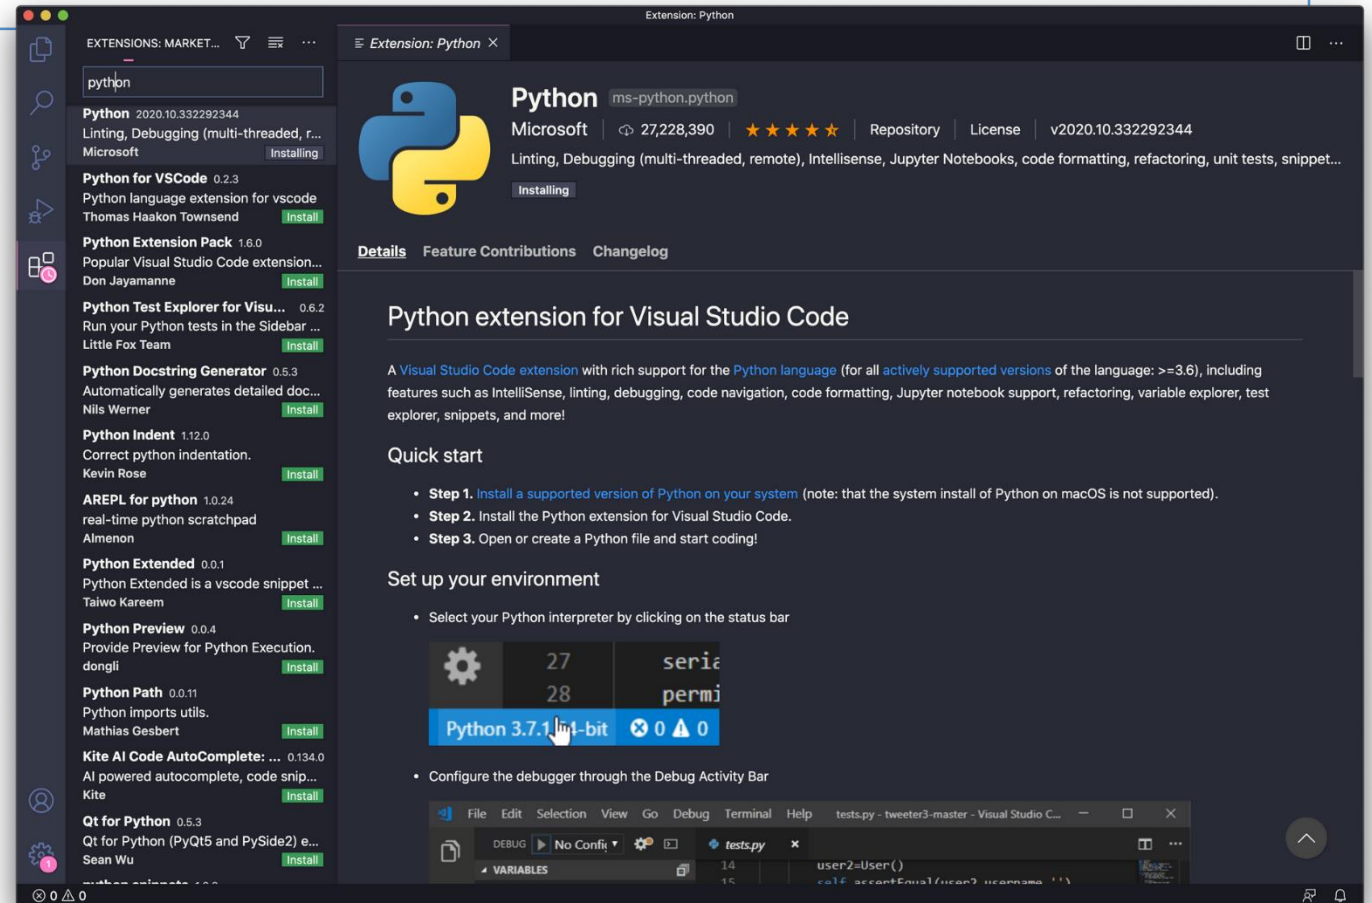 Extension: Python
EXTENSIONS: MARKET...
python
Python 2020.10.332292344
Linting, Debugging (multi-threaded, r...
Microsoft Installing
Python for VSCode 0.2.3
Python language extension for vscode
Thomas Haakon Townsend Install
Python Extension Pack 1.6.0
Popular Visual Studio Code extension...
Don Jayamanne Install
Python Test Explorer for Visu... 0.6.2
Run your Python tests in the Sidebar ...
Little Fox Team Install
Python Docstring Generator 0.5.3
Automatically generates detailed doc...
Nils Werner Install
Python Indent 1.12.0
Correct python indentation.
Kevin Rose Install
AREPL for python 1.0.24
real-time python scratchpad
Almenon Install
Python Extended 0.0.1
Python Extended is a vscode snippet ...
Taiwo Kareem Install
Python Preview 0.0.4
Provide Preview for Python Execution.
dongli Install
Python Path 0.0.11
Python imports utils.
Mathias Gesbert Install
Kite AI Code AutoComplete: ... 0.134.0
AI powered autocomplete, code snip...
Kite Install
Qt for Python 0.5.3
Qt for Python (PyQt5 and PySide2) e...
Sean Wu Install
1
0 0
Extension: Python
Python ms-python.python
Microsoft 27,228,390 Repository License v2020.10.332292344
Linting, Debugging (multi-threaded, remote), Intellisense, Jupyter Notebooks, code formatting, refactoring, unit tests, snippet...
Installing
Details Feature Contributions Changelog
Python extension for Visual Studio Code
A Visual Studio Code extension with rich support for the Python language (for all actively supported versions of the language: >=3.6), including
features such as IntelliSense, linting, debugging, code navigation, code formatting, Jupyter notebook support, refactoring, variable explorer, test
explorer, snippets, and more!
Quick start
• Step 1. Install a supported version of Python on your system (note: that the system install of Python on macOS is not supported).
• Step 2. Install the Python extension for Visual Studio Code.
• Step 3. Open or create a Python file and start coding!
Set up your environment
• Select your Python interpreter by clicking on the status bar
27 seria
28 permi
Python 3.7.1 -bit 0 0
• Configure the debugger through the Debug Activity Bar
File Edit Selection View Go Debug Terminal Help tests.py - tweeter3-master - Visual Studio C...
DEBUG No Config tests.py
VARIABLES
14 user2=User()